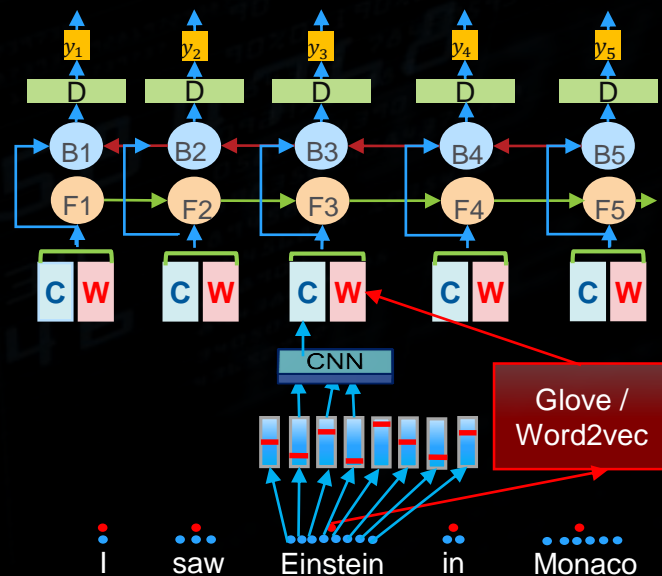 y₁ y₂ y₃ y₄ y₅
D D D D D
B1 B2 B3 B4 B5
F1 F2 F3 F4 F5
C W C W C W C W C W
CNN
Glove /
Word2vec
I saw Einstein in Monaco